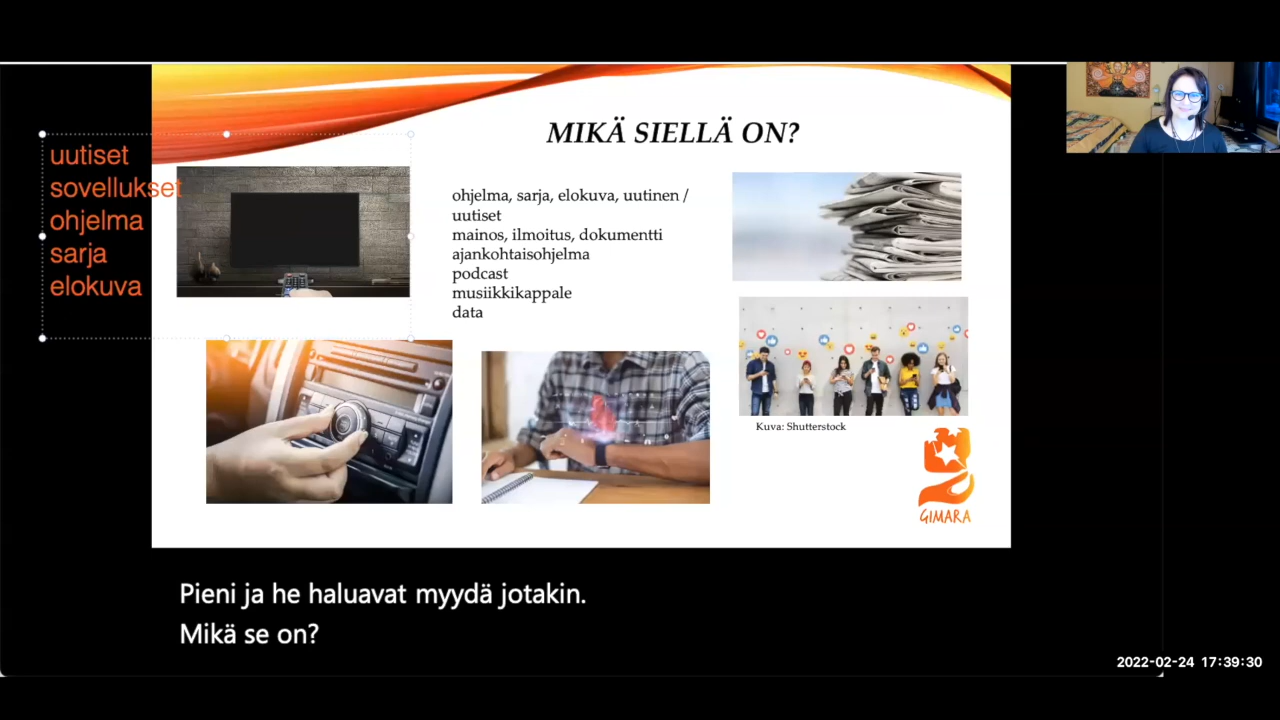 MIKÄ SIELLÄ ON?
uutiset
sovellukset
ohjelma
sarja
elokuva
ohjelma, sarja, elokuva, uutinen /
uutiset
mainos, ilmoitus, dokumentti
ajankohtaisohjelma
podcast
musiikkikappale
data
Kuva: Shutterstock
GIMARA
Pieni ja he haluavat myydä jotakin.
Mikä se on?
2022-02-24 17:39:30